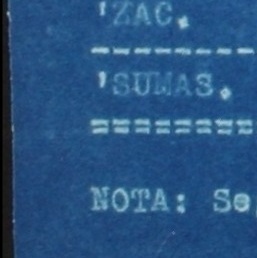 'ZAC.
---------
'SUMAS.
=========
NOTA: Se